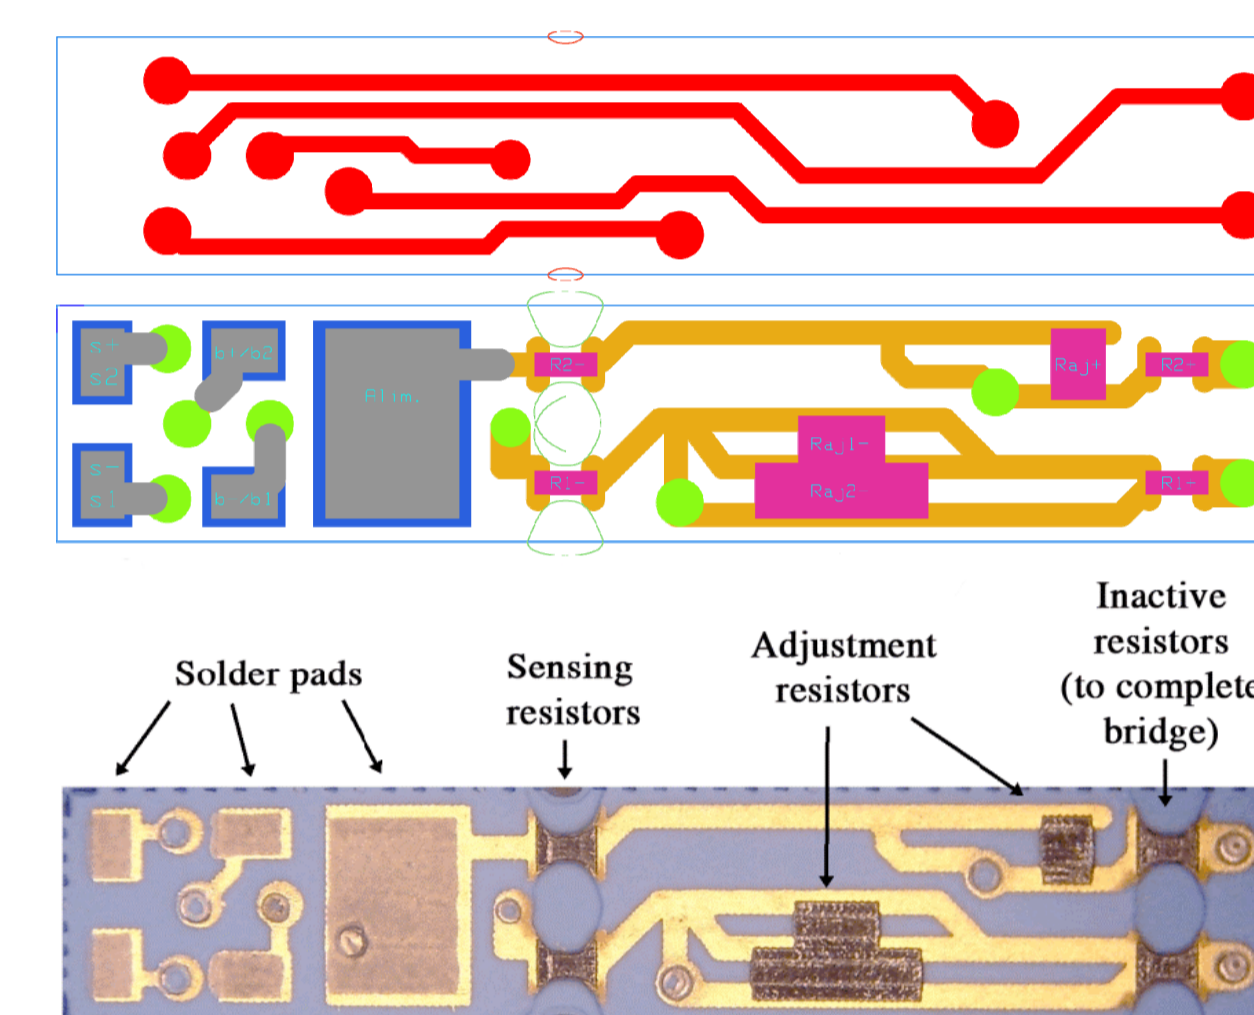 s+
s2
b+/b2
Alim.
R2-
Raj+
R2+
s-
s1
b-/b1
R1-
Raj1-
Raj2-
R1+
Solder pads
Sensing
resistors
Adjustment
resistors
Inactive
resistors
(to complete
bridge)